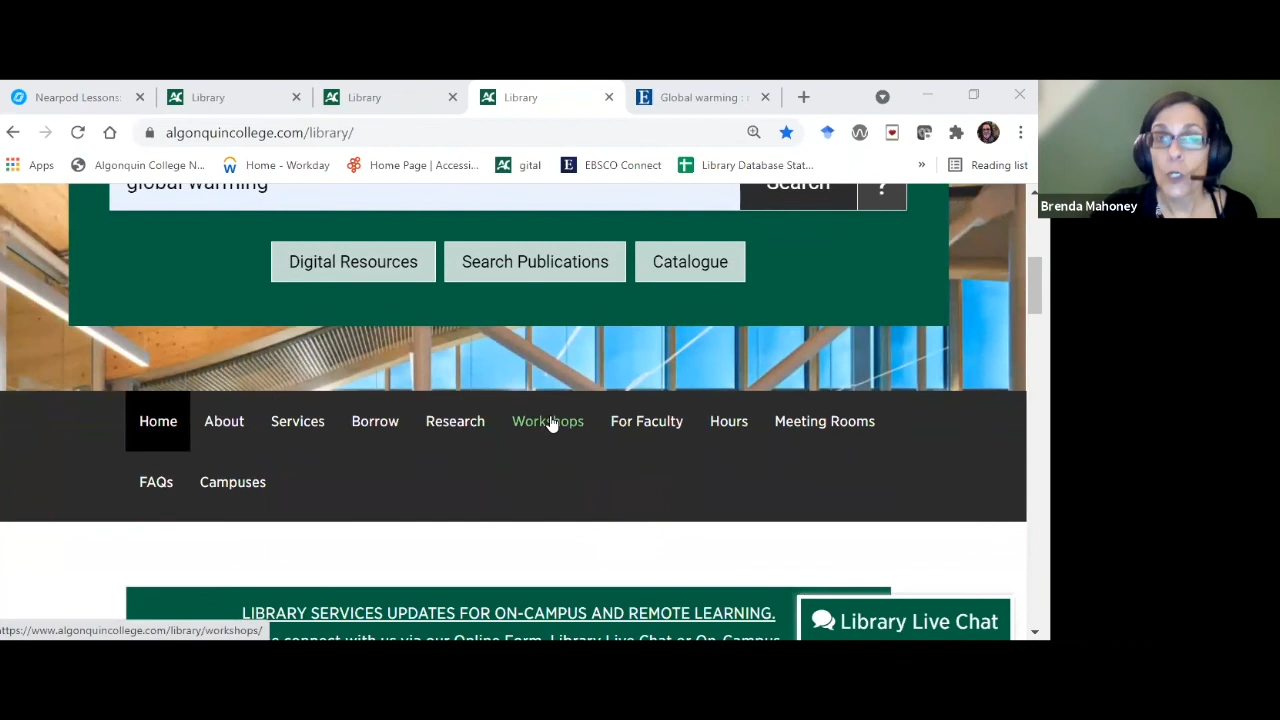 Nearpod Lessons:
Library
Library
Library
Global warming :
algonquincollege.com/library/
Apps
Algonquin College N...
Home - Workday
Home Page | Accessi...
gital
EBSCO Connect
Library Database Stat...
»
Reading list
Brenda Mahoney
global warming
Search
?
Digital Resources
Search Publications
Catalogue
Home About Services Borrow Research Workshops For Faculty Hours Meeting Rooms
FAQs Campuses
LIBRARY SERVICES UPDATES FOR ON-CAMPUS AND REMOTE LEARNING.
connect with us via our Online Form, Library Live Chat or On-Campus
Library Live Chat
https://www.algonquincollege.com/library/workshops/